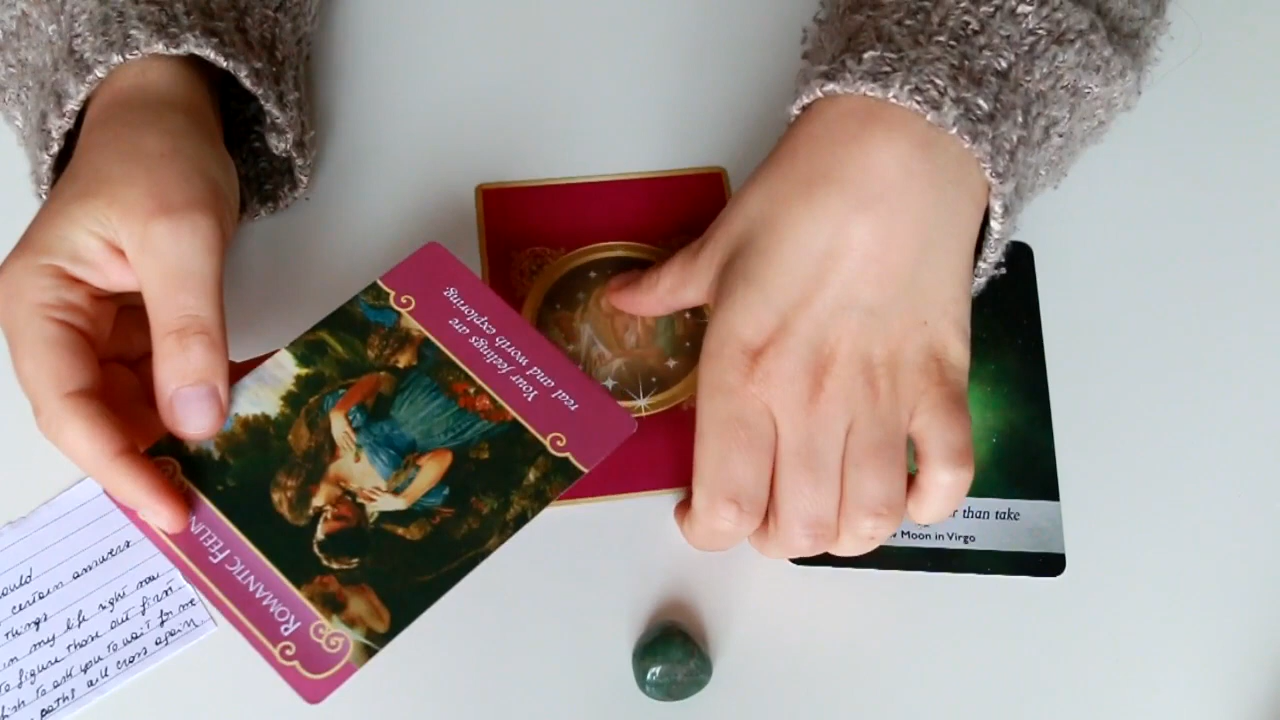 Your feelings are
real and worth exploring.
ROMANTIC FEELIN
r than take
Moon in Virgo
ould
certain answers
things
in my life right now
to figure those out first
ish to ask you to wait for me
paths will cross again